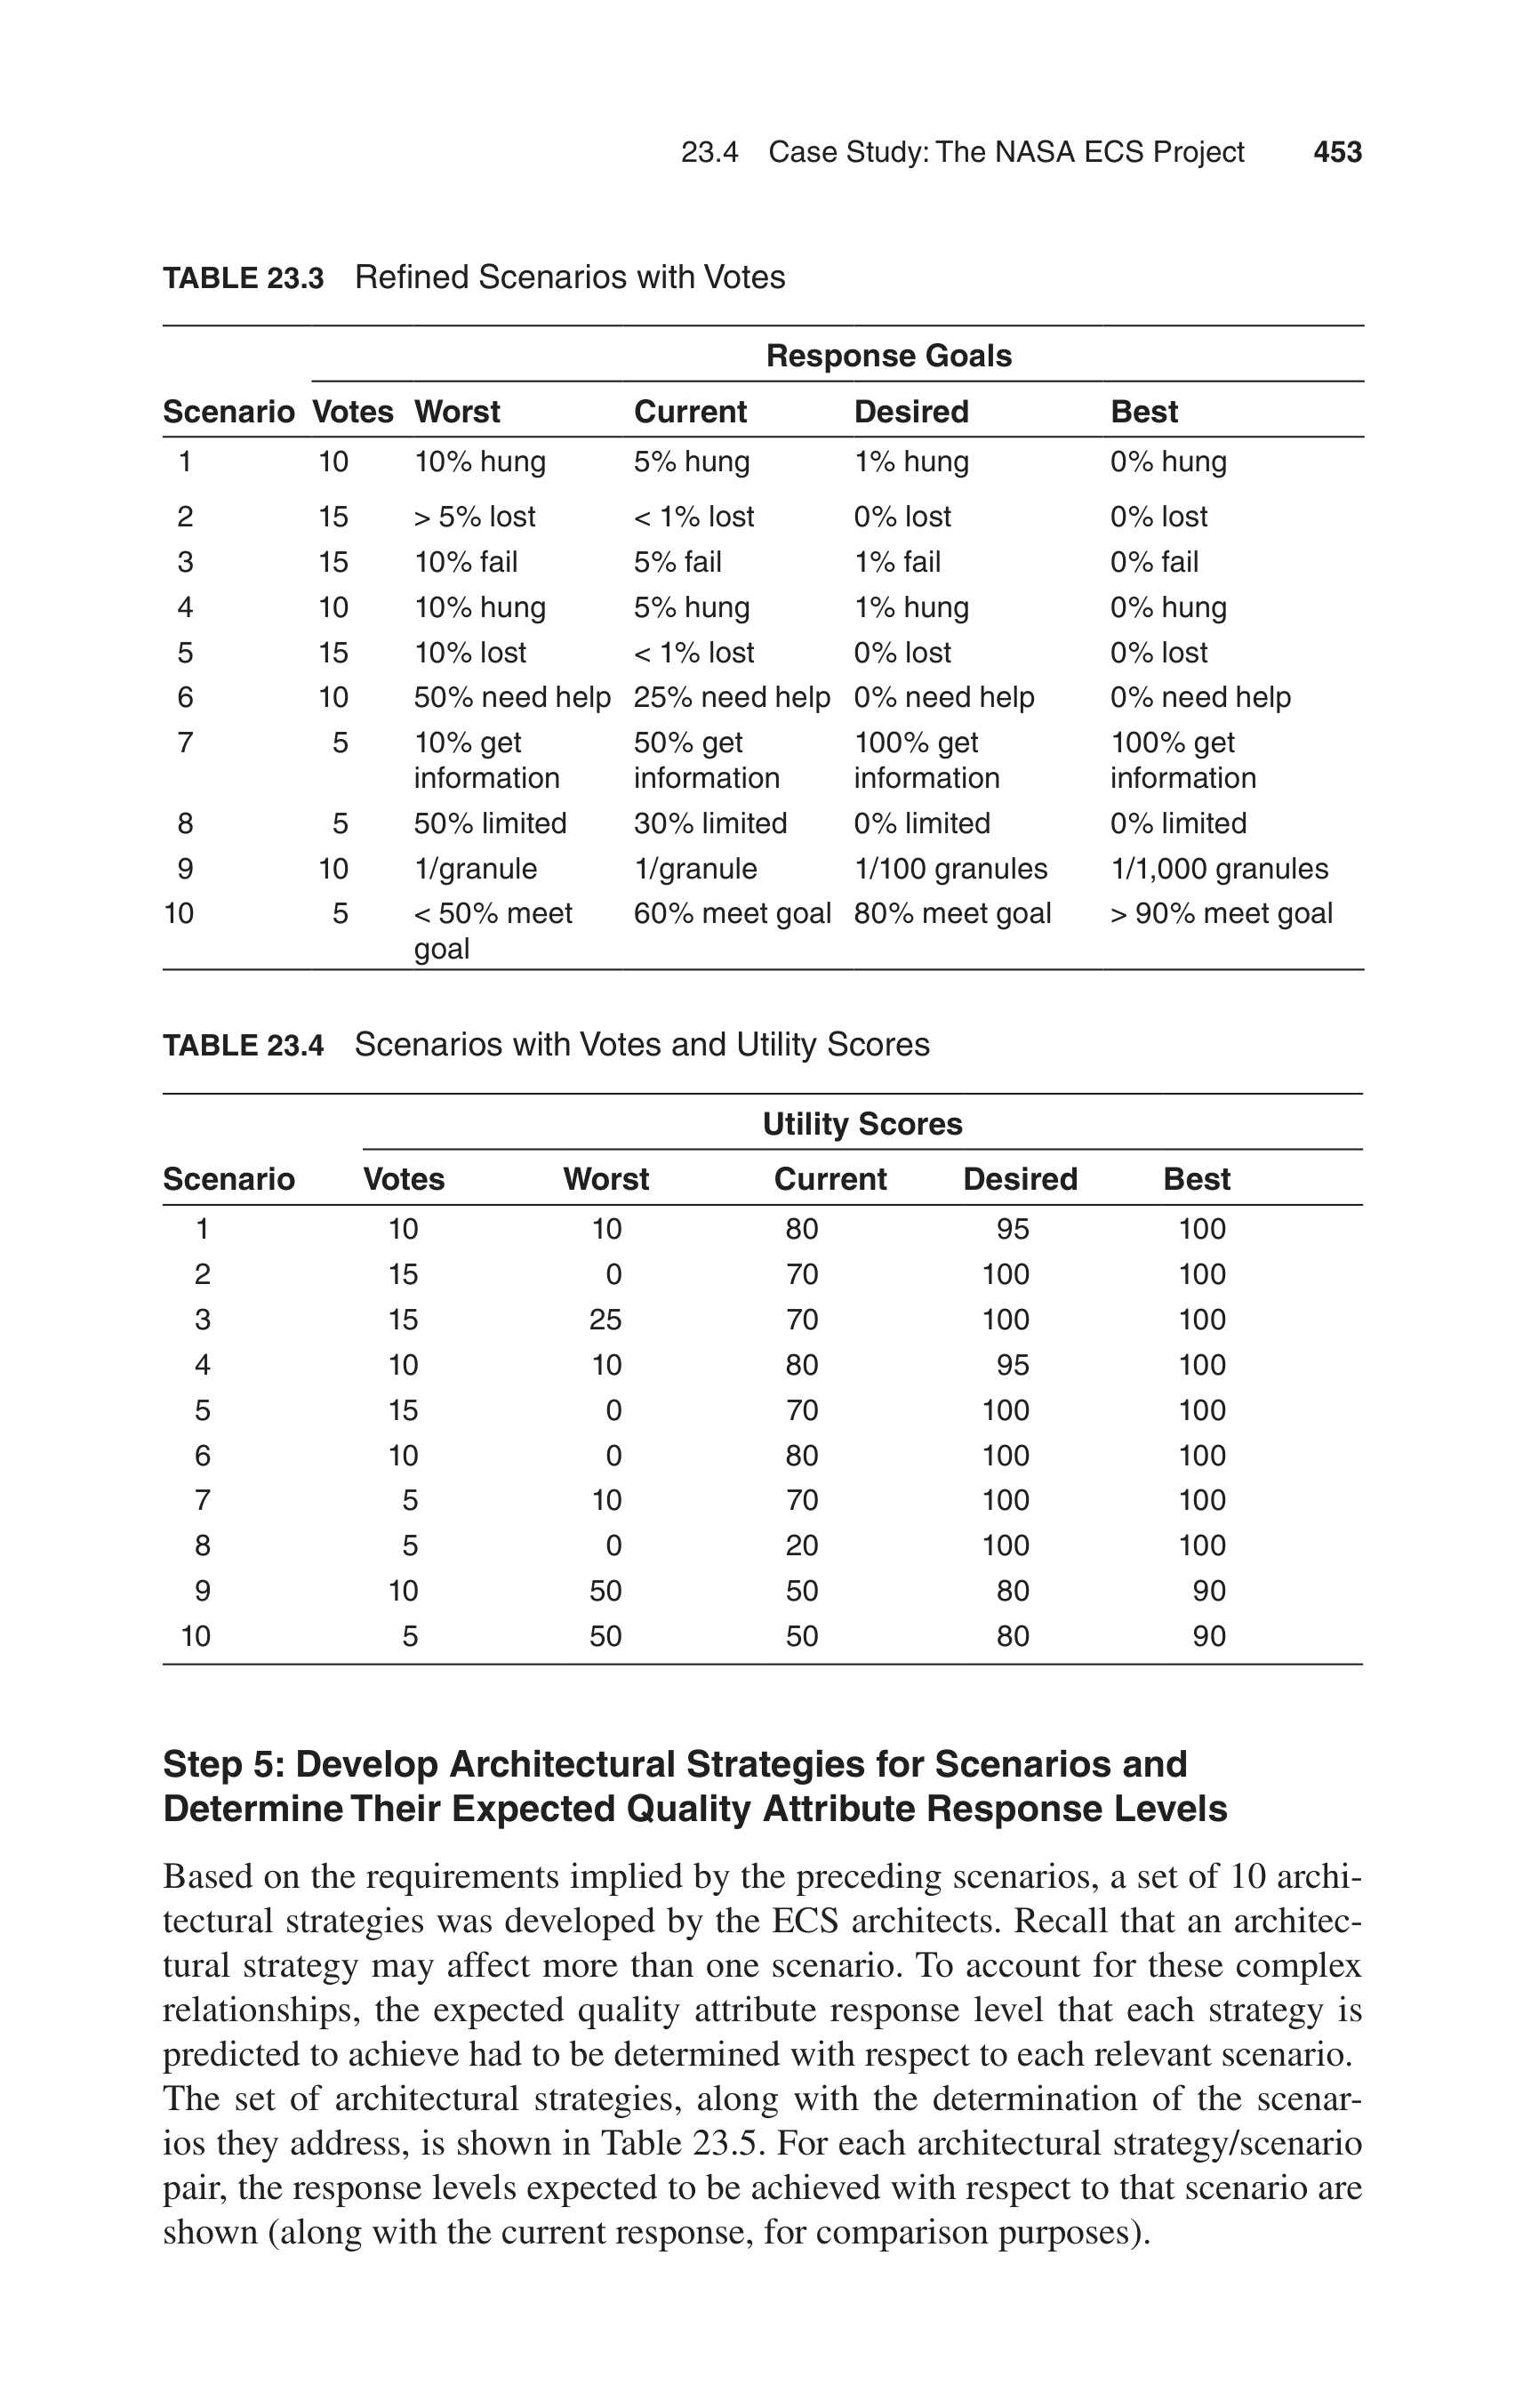 23.4 Case Study: The NASA ECS Project 453
TABLE 23.3 Refined Scenarios with Votes
Response Goals
Scenario Votes Worst Current Desired Best
1 10 10% hung 5% hung 1% hung 0% hung
2 15 > 5% lost < 1% lost 0% lost 0% lost
3 15 10% fail 5% fail 1% fail 0% fail
4 10 10% hung 5% hung 1% hung 0% hung
5 15 10% lost < 1% lost 0% lost 0% lost
6 10 50% need help 25% need help 0% need help 0% need help
7 5 10% get 50% get 100% get 100% get
information information information information
8 5 50% limited 30% limited 0% limited 0% limited
9 10 1/granule 1/granule 1/100 granules 1/1,000 granules
10 5 < 50% meet 60% meet goal 80% meet goal > 90% meet goal
goal
TABLE 23.4 Scenarios with Votes and Utility Scores
Utility Scores
Scenario Votes Worst Current Desired Best
1 10 10 80 95 100
2 15 0 70 100 100
3 15 25 70 100 100
4 10 10 80 95 100
5 15 0 70 100 100
6 10 0 80 100 100
7 5 10 70 100 100
8 5 0 20 100 100
9 10 50 50 80 90
10 5 50 50 80 90
Step 5: Develop Architectural Strategies for Scenarios and
Determine Their Expected Quality Attribute Response Levels
Based on the requirements implied by the preceding scenarios, a set of 10 archi-
tectural strategies was developed by the ECS architects. Recall that an architec-
tural strategy may affect more than one scenario. To account for these complex
relationships, the expected quality attribute response level that each strategy is
predicted to achieve had to be determined with respect to each relevant scenario.
The set of architectural strategies, along with the determination of the scenar-
ios they address, is shown in Table 23.5. For each architectural strategy/scenario
pair, the response levels expected to be achieved with respect to that scenario are
shown (along with the current response, for comparison purposes).